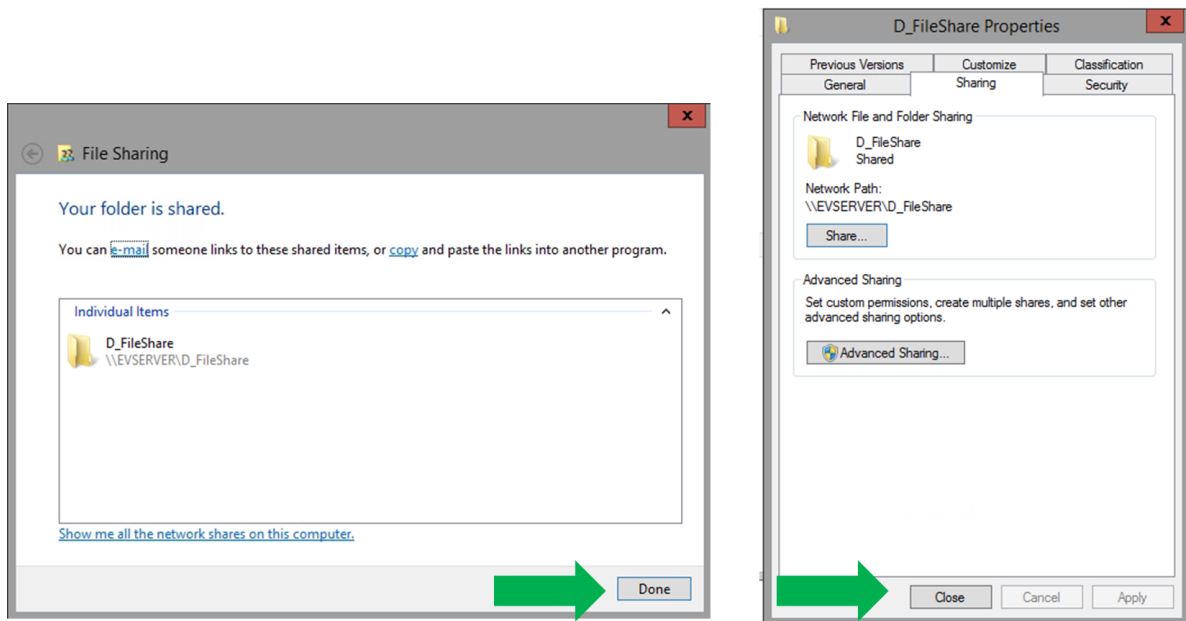 File Sharing
Your folder is shared.
You can e-mail someone links to these shared items, or copy and paste the links into another program.
Individual Items
D_FileShare
\\EVSERVER\D_FileShare
Show me all the network shares on this computer.
Done
D_FileShare Properties
Previous Versions Customize Classification
General Sharing Security
Network File and Folder Sharing
D_FileShare
Shared
Network Path:
\\EVSERVER\D_FileShare
Share...
Advanced Sharing
Set custom permissions, create multiple shares, and set other
advanced sharing options.
Advanced Sharing...
Close Cancel Apply